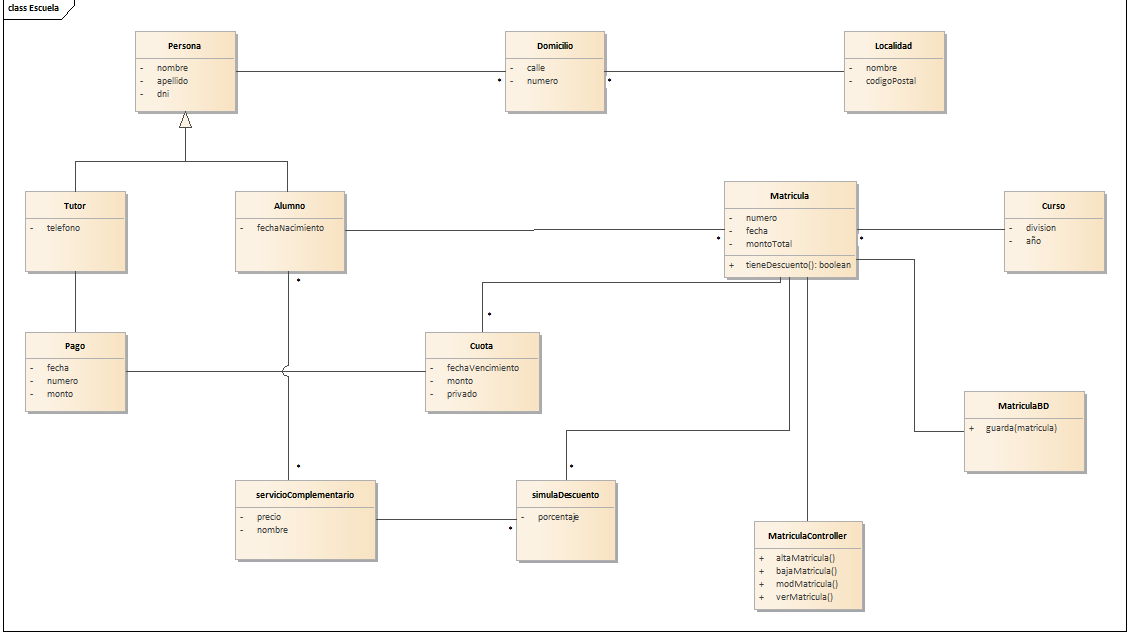 class Escuela
Persona
- nombre
- apellido
- dni
Domicilio
- calle
- numero
Localidad
- nombre
- codigoPostal
Tutor
- telefono
Alumno
- fechaNacimiento
Matricula
- numero
- fecha
- montoTotal
+ tieneDescuento(): boolean
Curso
- division
- año
Pago
- fecha
- numero
- monto
Cuota
- fechaVencimiento
- monto
- privado
MatriculaBD
+ guarda(matricula)
servicioComplementario
- precio
- nombre
simulaDescuento
- porcentaje
MatriculaController
+ altaMatricula()
+ bajaMatricula()
+ modMatricula()
+ verMatricula()